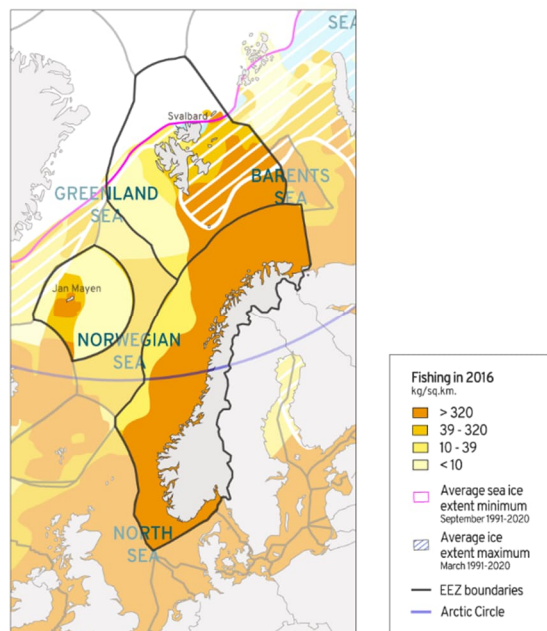 SEA
Svalbard
BARENTS
SEA
GREENLAND
SEA
Jan Mayen
NORWEGIAN
SEA
NORTH
SEA
Fishing in 2016
kg/sq.km.
> 320
39 - 320
10 - 39
<10
Average sea ice
extent minimum
September 1991-2020
Average ice
extent maximum
March 1991-2020
EEZ boundaries
Arctic Circle